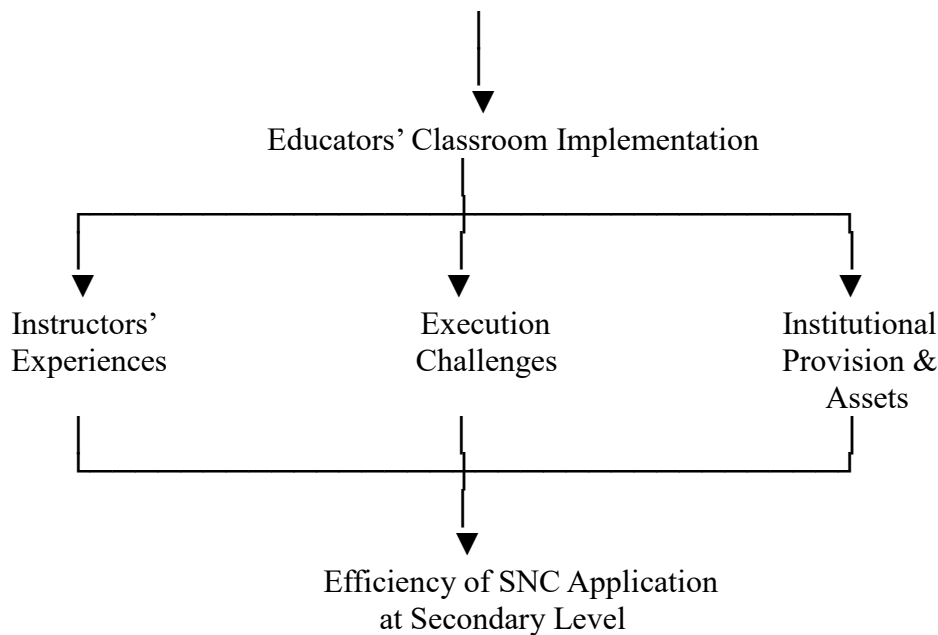 Educators’ Classroom Implementation
Instructors’
Experiences
Execution
Challenges
Institutional
Provision &
Assets
Efficiency of SNC Application
at Secondary Level